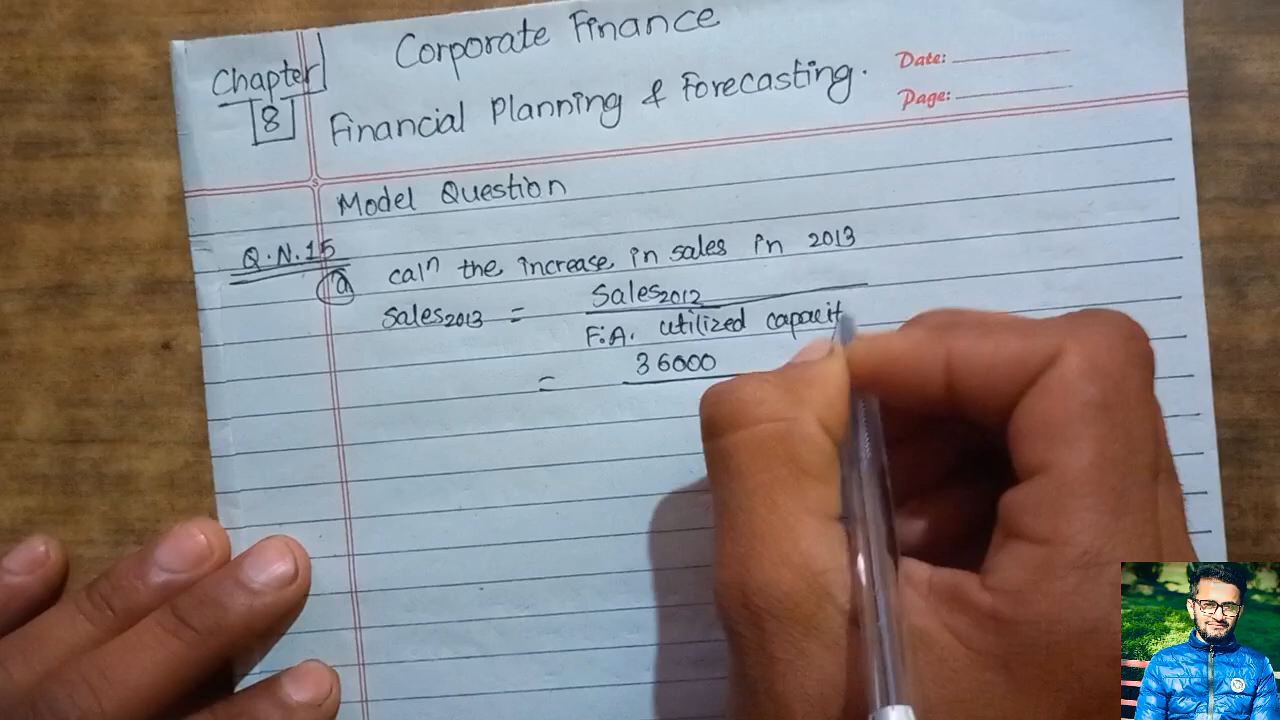 Corporate Finance
Chapter
8
Financial Planning & Forecasting.
Date:
Page:
Model Question
Q.N.15
a
calⁿ the increase in sales in 2013
Sales2013 = Sales2012
F.A. utilized capacit
= 36000